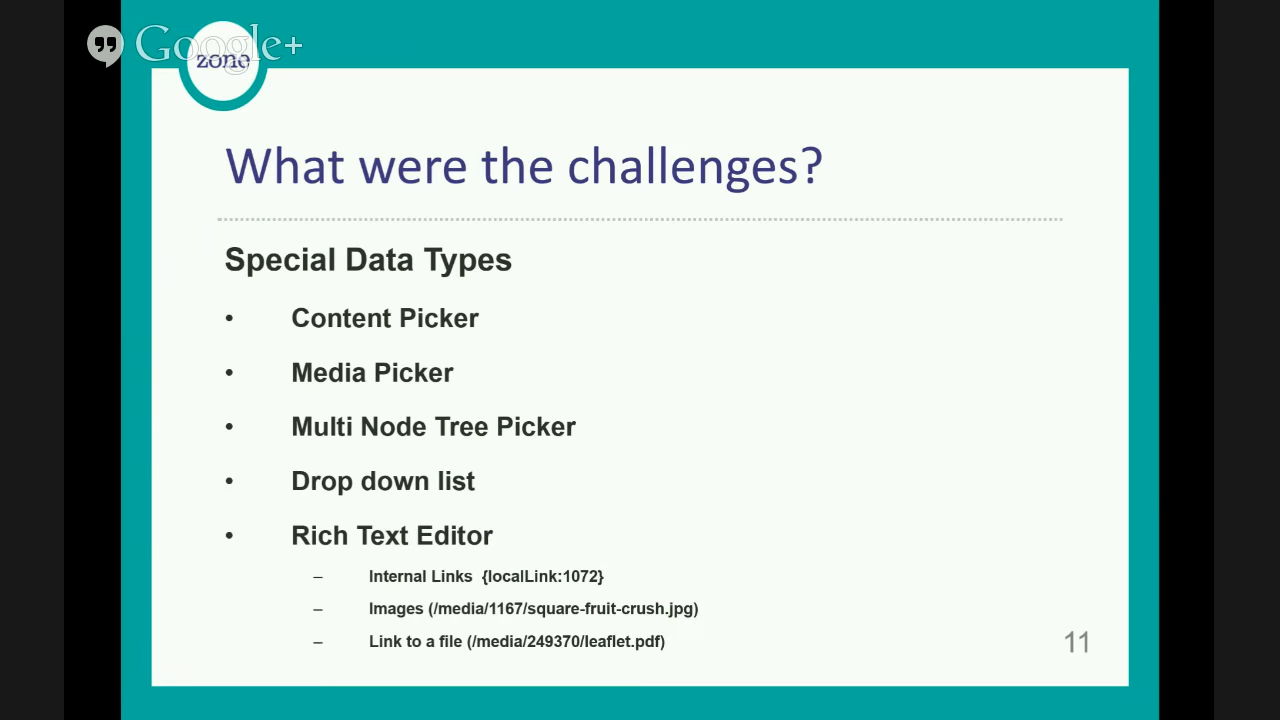 Google+
zone
What were the challenges?
Special Data Types
• Content Picker
• Media Picker
• Multi Node Tree Picker
• Drop down list
• Rich Text Editor
– Internal Links {localLink:1072}
– Images (/media/1167/square-fruit-crush.jpg)
– Link to a file (/media/249370/leaflet.pdf)
11